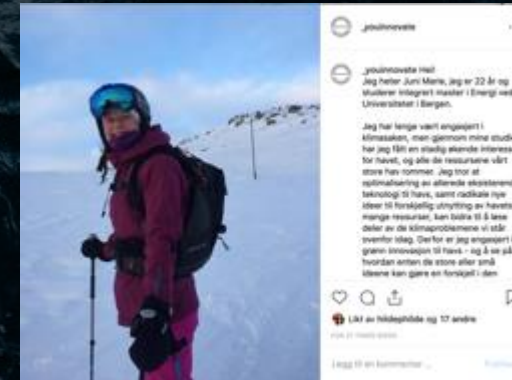 _youinnovate
_youinnovate Hei!
Jeg heter Juni Marie, jeg er 22 år og
studerer integrert master i Energi ved
Universitetet i Bergen.
Jeg har lenge vært engasjert i
klimasaken, men gjennom mine studie
har jeg fått en stadig økende interess
for havet, og alle de ressursene vårt
store hav rommer. Jeg tror at
optimalisering av allerede eksisterend
teknologi til havs, samt radikale nye
ideer til forskjellig utnytting av havets
mange ressurser, kan bidra til å løse
deler av de klimaproblemene vi står
ovenfor idag. Derfor er jeg engasjert i
grønn innovasjon til havs - og å se på
hvordan enten de store eller små
ideene kan gjøre en forskjell i den
Likt av hildephilde og 17 andre
Legg til en kommentar ...